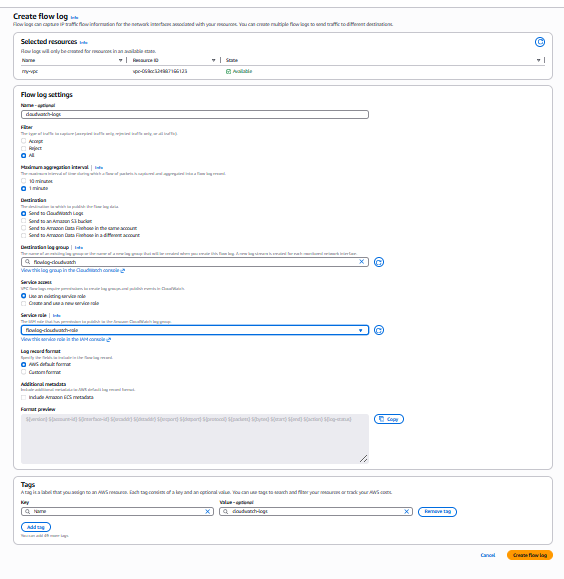 Create flow log Info
Flow logs can capture IP traffic flow information for the network interfaces associated with your resources. You can create multiple flow logs to send traffic to different destinations.
Selected resources Info
Flow logs will only be created for resources in an available state.
Name Resource ID State
my-vpc vpc-059cc324987166123 Available
Flow log settings
Name - optional
cloudwatch-logs
Filter
The type of traffic to capture (accepted traffic only, rejected traffic only, or all traffic).
Accept
Reject
All
Maximum aggregation interval | Info
The maximum interval of time during which a flow of packets is captured and aggregated into a flow log record.
10 minutes
1 minute
Destination
The destination to which to publish the flow log data.
Send to CloudWatch Logs
Send to an Amazon S3 bucket
Send to Amazon Data Firehose in the same account
Send to Amazon Data Firehose in a different account
Destination log group | Info
The name of an existing log group or the name of a new log group that will be created when you create this flow log. A new log stream is created for each monitored network interface.
flowlog-cloudwatch
View this log group in the CloudWatch console
Service access
VPC flow logs require permissions to create log groups and publish events in CloudWatch.
Use an existing service role
Create and use a new service role
Service role | Info
The IAM role that has permission to publish to the Amazon CloudWatch log group.
flowlog-cloudwatch-role
View this service role in the IAM console
Log record format
Specify the fields to include in the flow log record.
AWS default format
Custom format
Additional metadata
Include additional metadata to AWS default log record format.
Include Amazon ECS metadata
Format preview
${version} ${account-id} ${interface-id} ${srcaddr} ${dstaddr} ${srcport} ${dstport} ${protocol} ${packets} ${bytes} ${start} ${end} ${action} ${log-status}
Copy
Tags
A tag is a label that you assign to an AWS resource. Each tag consists of a key and an optional value. You can use tags to search and filter your resources or track your AWS costs.
Key Value - optional
Name cloudwatch-logs Remove tag
Add tag
You can add 49 more tags
Cancel Create flow log